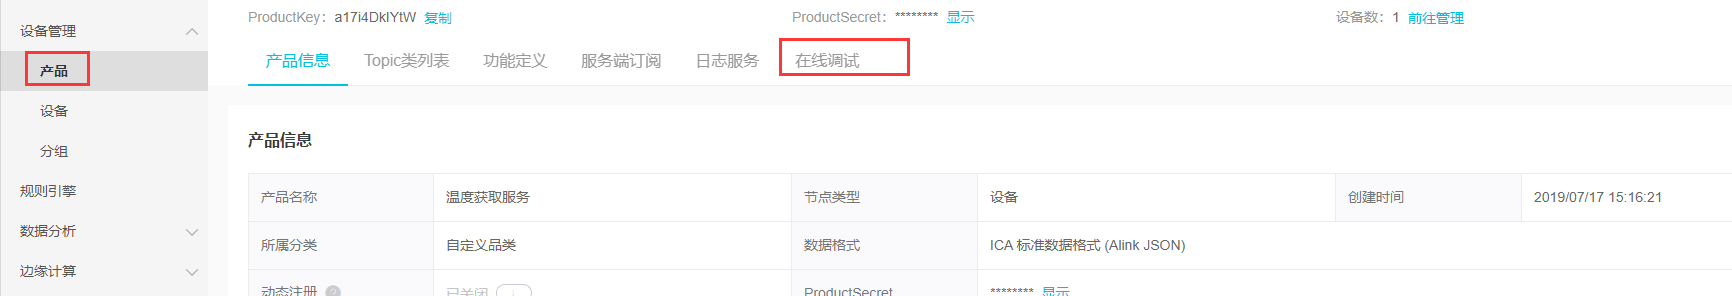 ProductKey： a17i4DkIYtW 复制 ProductSecret： ******** 显示 设备数： 1 前往管理
设备管理
产品
设备
分组
规则引擎
数据分析
边缘计算
产品信息 Topic类列表 功能定义 服务端订阅 日志服务 在线调试
产品信息
产品名称 温度获取服务 节点类型 设备 创建时间 2019/07/17 15:16:21
所属分类 自定义品类 数据格式 ICA 标准数据格式 (Alink JSON)
动态注册 ? 已关闭 ProductSecret ******** 显示